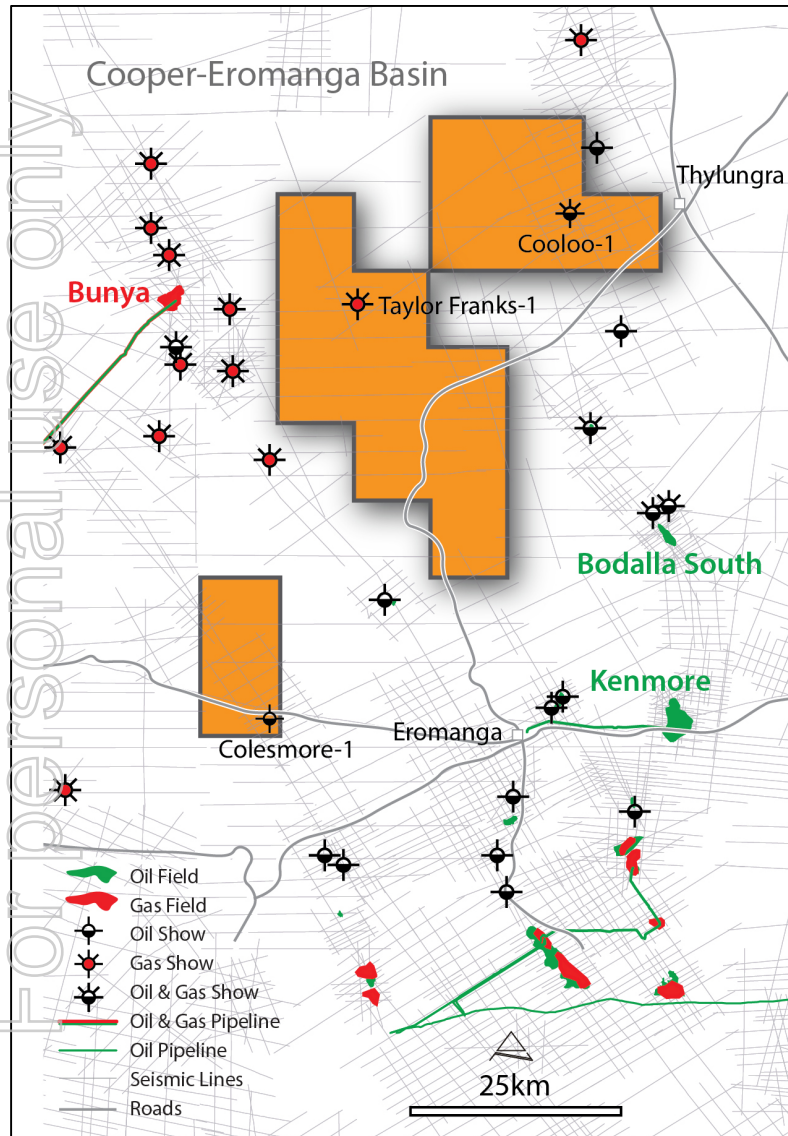 For personal use only
Cooper-Eromanga Basin
Thylungra
Cooloo-1
Bunya
Taylor Franks-1
Bodalla South
Kenmore
Eromanga
Colesmore-1
Oil Field
Gas Field
Oil Show
Gas Show
Oil & Gas Show
Oil & Gas Pipeline
Oil Pipeline
Seismic Lines
Roads
25km